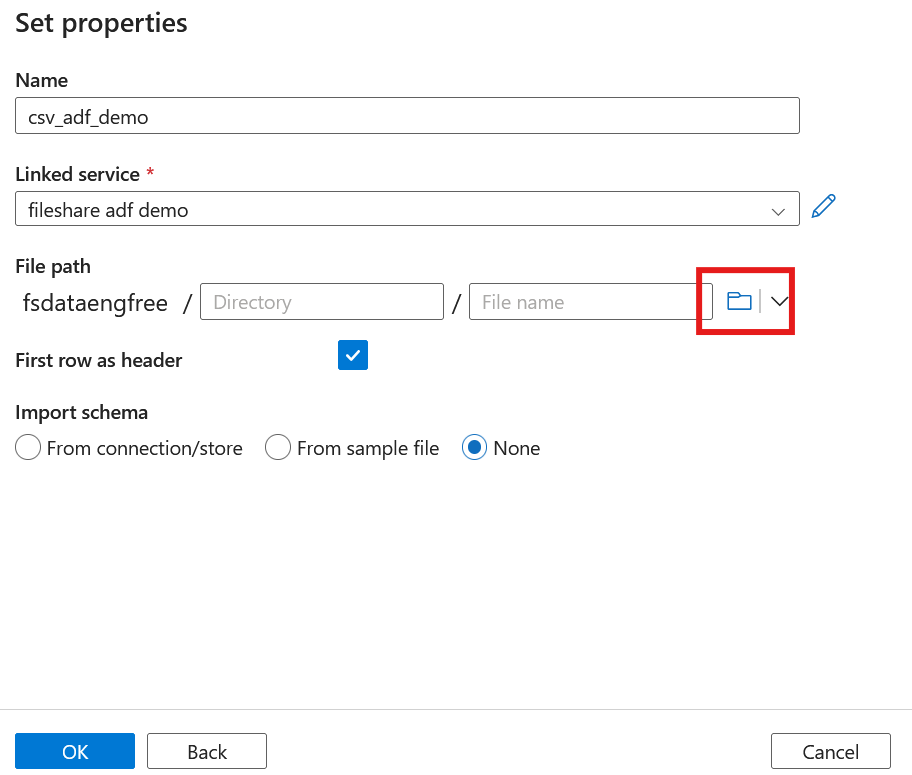 Set properties
Name
csv_adf_demo
Linked service *
fileshare adf demo
File path
fsdataengfree / Directory / File name
First row as header
Import schema
From connection/store From sample file None
OK Back Cancel